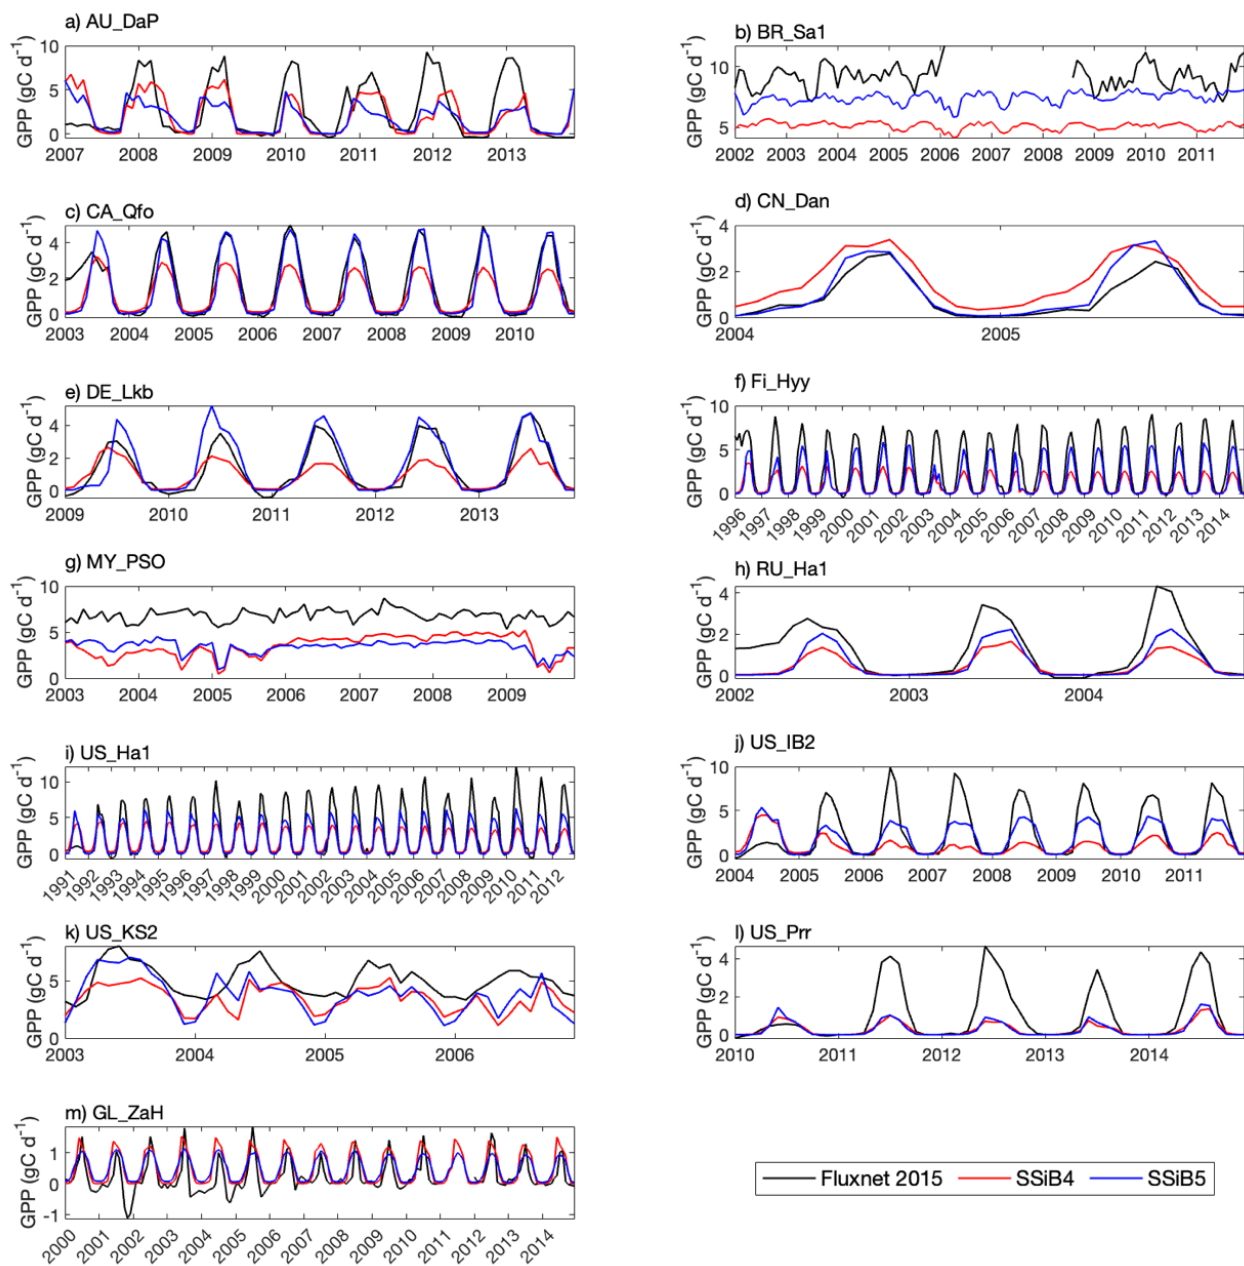 a) AU_DaP
GPP (gC d⁻¹)
10
5
0
2007 2008 2009 2010 2011 2012 2013
b) BR_Sa1
GPP (gC d⁻¹)
10
5
2002 2003 2004 2005 2006 2007 2008 2009 2010 2011
c) CA_Qfo
GPP (gC d⁻¹)
4
2
0
2003 2004 2005 2006 2007 2008 2009 2010
d) CN_Dan
GPP (gC d⁻¹)
4
2
0
2004 2005
e) DE_Lkb
GPP (gC d⁻¹)
4
2
0
2009 2010 2011 2012 2013
f) Fi_Hyy
GPP (gC d⁻¹)
10
5
0
1996 1997 1998 1999 2000 2001 2002 2003 2004 2005 2006 2007 2008 2009 2010 2011 2012 2013 2014
g) MY_PSO
GPP (gC d⁻¹)
10
5
0
2003 2004 2005 2006 2007 2008 2009
h) RU_Ha1
GPP (gC d⁻¹)
4
2
0
2002 2003 2004
i) US_Ha1
GPP (gC d⁻¹)
10
5
0
1991 1992 1993 1994 1995 1996 1997 1998 1999 2000 2001 2002 2003 2004 2005 2006 2007 2008 2009 2010 2011 2012
j) US_IB2
GPP (gC d⁻¹)
10
5
0
2004 2005 2006 2007 2008 2009 2010 2011
k) US_KS2
GPP (gC d⁻¹)
5
0
2003 2004 2005 2006
l) US_Prr
GPP (gC d⁻¹)
4
2
0
2010 2011 2012 2013 2014
m) GL_ZaH
GPP (gC d⁻¹)
1
0
-1
2000 2001 2002 2003 2004 2005 2006 2007 2008 2009 2010 2011 2012 2013 2014
Fluxnet 2015 SSiB4 SSiB5